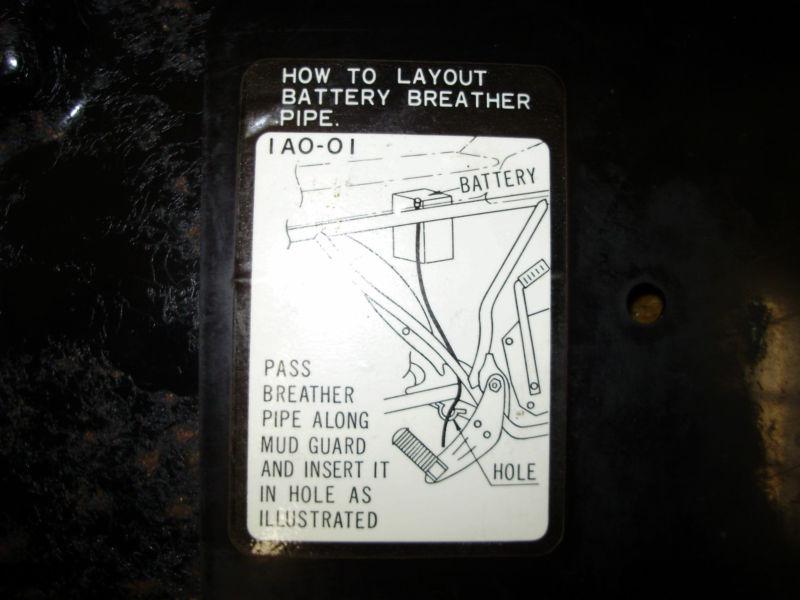 HOW TO LAYOUT
BATTERY BREATHER
PIPE.
1A0-01
BATTERY
PASS
BREATHER
PIPE ALONG
MUD GUARD
AND INSERT IT
IN HOLE AS
ILLUSTRATED
HOLE